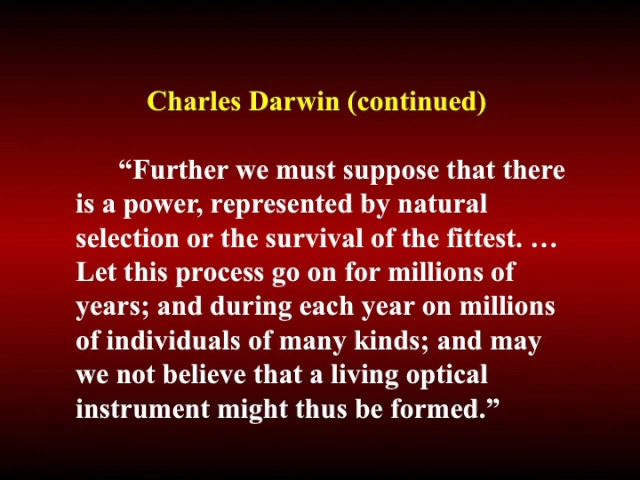 Charles Darwin (continued)
“Further we must suppose that there
is a power, represented by natural
selection or the survival of the fittest. …
Let this process go on for millions of
years; and during each year on millions
of individuals of many kinds; and may
we not believe that a living optical
instrument might thus be formed.”